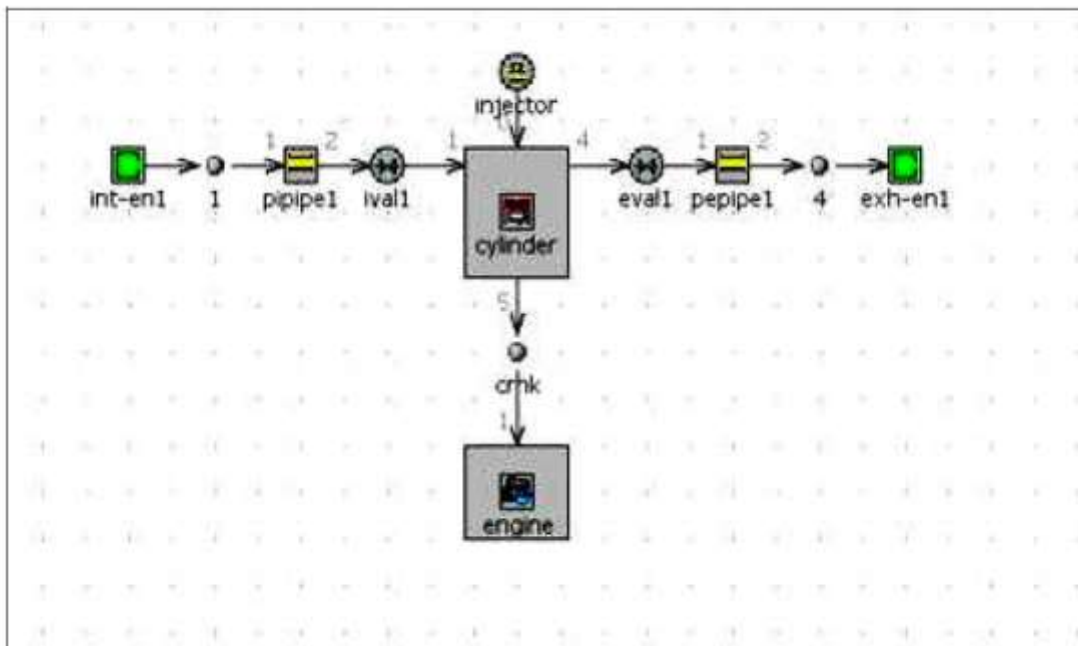 injector
1 2 1 4 1 2
int-en1 1 pipipe1 ival1 eval1 pepipe1 4 exh-en1
cylinder
5
crnk
1
engine